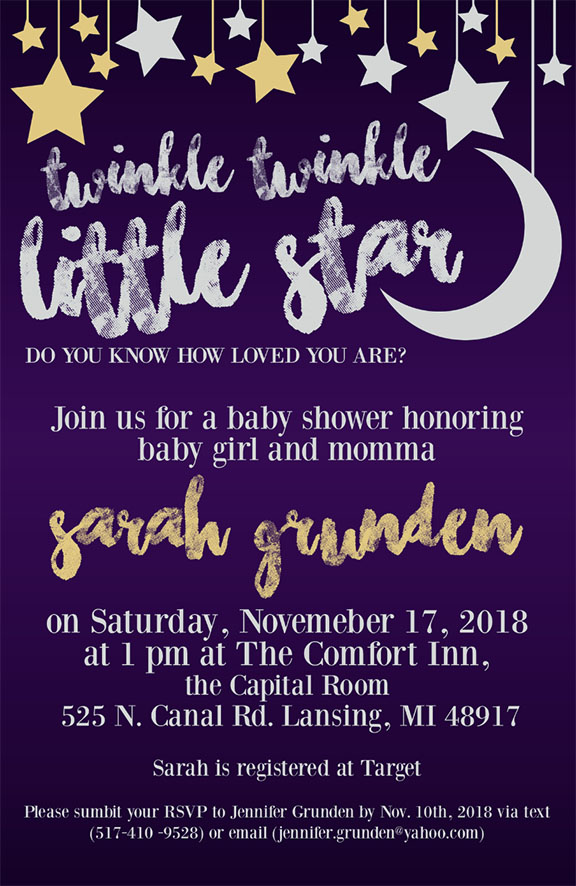 twinkle twinkle
little star
DO YOU KNOW HOW LOVED YOU ARE?
Join us for a baby shower honoring
baby girl and momma
sarah grunden
on Saturday, Novemeber 17, 2018
at 1 pm at The Comfort Inn,
the Capital Room
525 N. Canal Rd. Lansing, MI 48917
Sarah is registered at Target
Please sumbit your RSVP to Jennifer Grunden by Nov. 10th, 2018 via text
(517-410 -9528) or email (jennifer.grunden@yahoo.com)